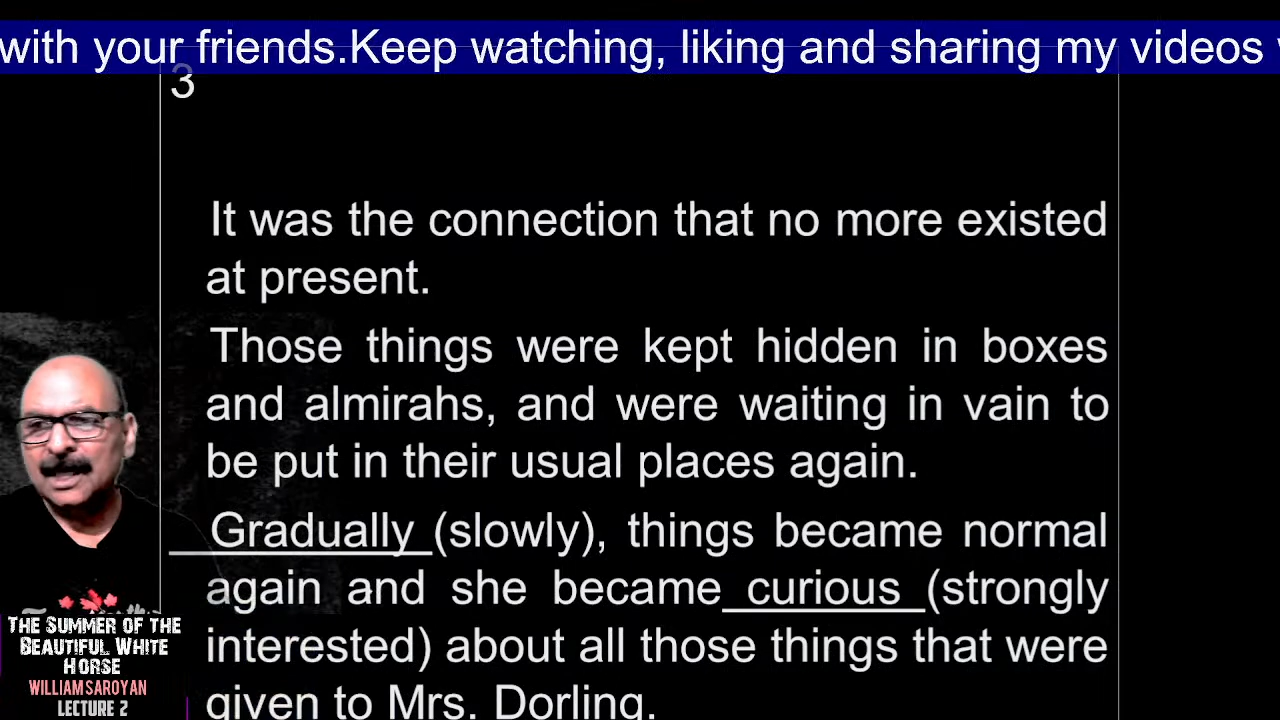 with your friends.Keep watching, liking and sharing my videos
3
It was the connection that no more existed
at present.
Those things were kept hidden in boxes
and almirahs, and were waiting in vain to
be put in their usual places again.
Gradually (slowly), things became normal
again and she became curious (strongly
interested) about all those things that were
given to Mrs. Dorling.
The Summer of the
Beautiful White
Horse
William Saroyan
Lecture 2